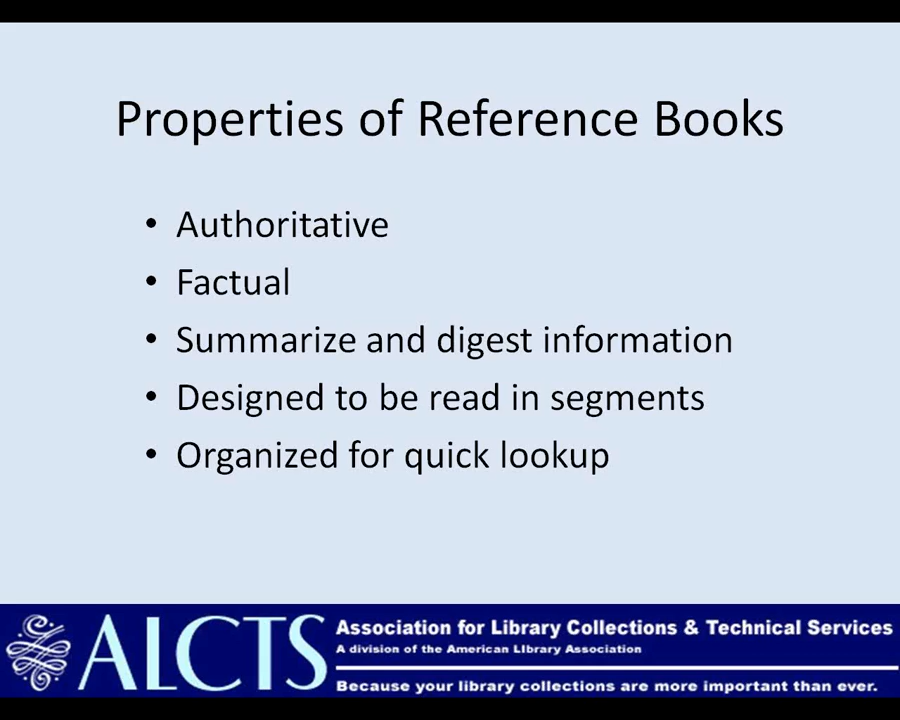 Properties of Reference Books
• Authoritative
• Factual
• Summarize and digest information
• Designed to be read in segments
• Organized for quick lookup
ALCTS
Association for Library Collections & Technical Services
A division of the American Library Association
Because your library collections are more important than ever.